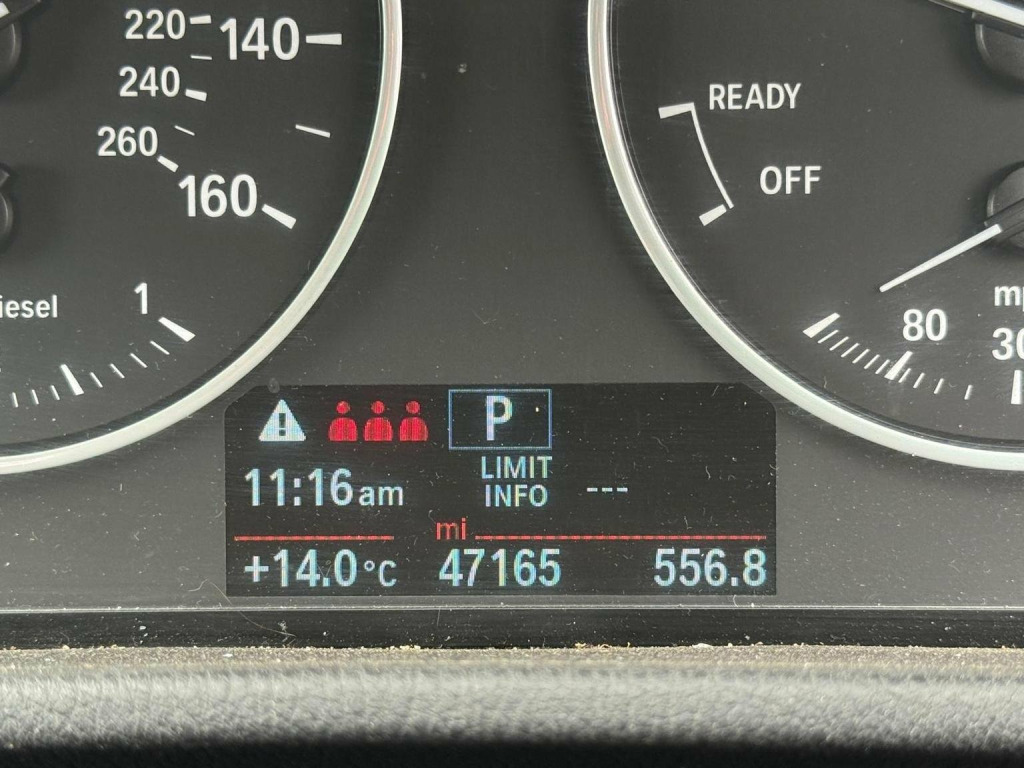 220 140
240
260
160
iesel 1
READY
OFF
80
30
P
LIMIT
11:16am INFO ---
mi
+14.0°C 47165 556.8